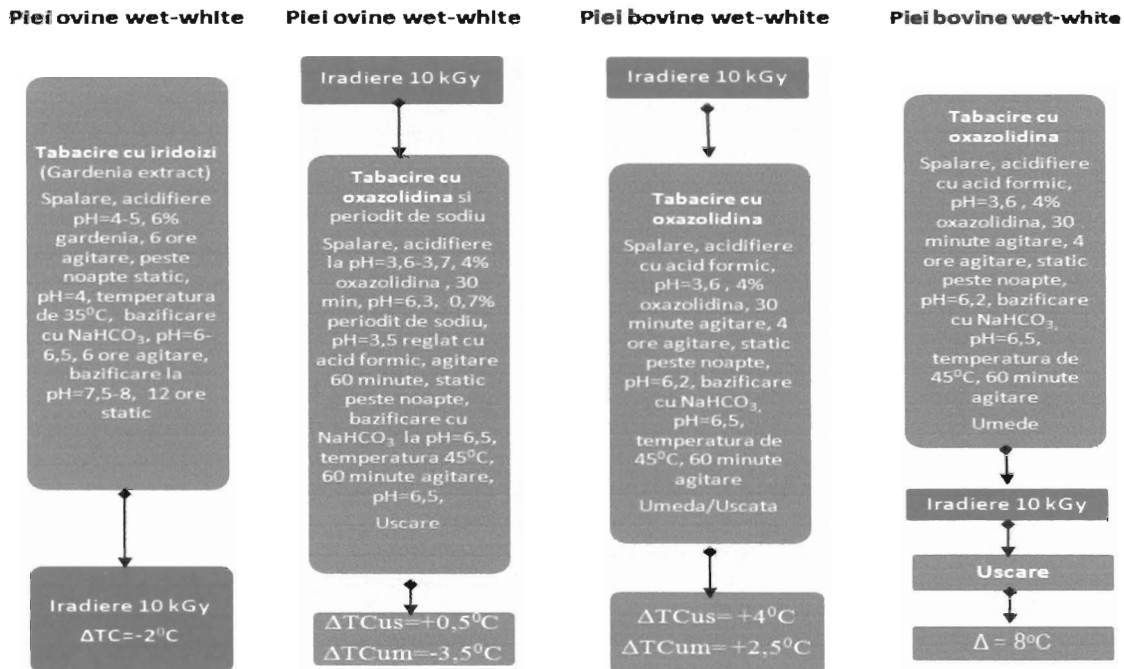 Piei ovine wet-white
Iradiere 10 kGy
Tabacire cu iridoizi
(Gardenia extract)
Spalare, acidifiere
pH=4-5, 6%
gardenia, 6 ore
agitare, peste
noapte static,
pH=4, temperatura
de 35⁰C, bazificare
cu NaHCO₃, pH=6-
6,5, 6 ore agitare,
bazificare la
pH=7,5-8, 12 ore
static
ΔTC=-2⁰C
Piei ovine wet-white
Iradiere 10 kGy
Tabacire cu
oxazolidina si
periodit de sodiu
Spalare, acidifiere
la pH=3,6-3,7, 4%
oxazolidina , 30
min, pH=6,3, 0,7%
periodit de sodiu,
pH=3,5 reglat cu
acid formic, agitare
60 minute, static
peste noapte,
bazificare cu
NaHCO₃ la pH=6,5,
temperatura 45⁰C,
60 minute agitare,
pH=6,5,
Uscare
ΔTCus=+0,5⁰C
ΔTCum=-3,5⁰C
Piei bovine wet-white
Iradiere 10 kGy
Tabacire cu
oxazolidina
Spalare, acidifiere
cu acid formic,
pH=3,6 , 4%
oxazolidina, 30
minute agitare, 4
ore agitare, static
peste noapte,
pH=6,2, bazificare
cu NaHCO₃,
pH=6,5,
temperatura de
45⁰C, 60 minute
agitare
Umeda/Uscata
ΔTCus=+4⁰C
ΔTCum=+2,5⁰C
Piei bovine wet-white
Tabacire cu
oxazolidina
Spalare, acidifiere
cu acid formic,
pH=3,6 , 4%
oxazolidina, 30
minute agitare, 4
ore agitare, static
peste noapte,
pH=6,2, bazificare
cu NaHCO₃,
pH=6,5,
temperatura de
45⁰C, 60 minute
agitare
Umede
Iradiere 10 kGy
Uscare
Δ = 8⁰C